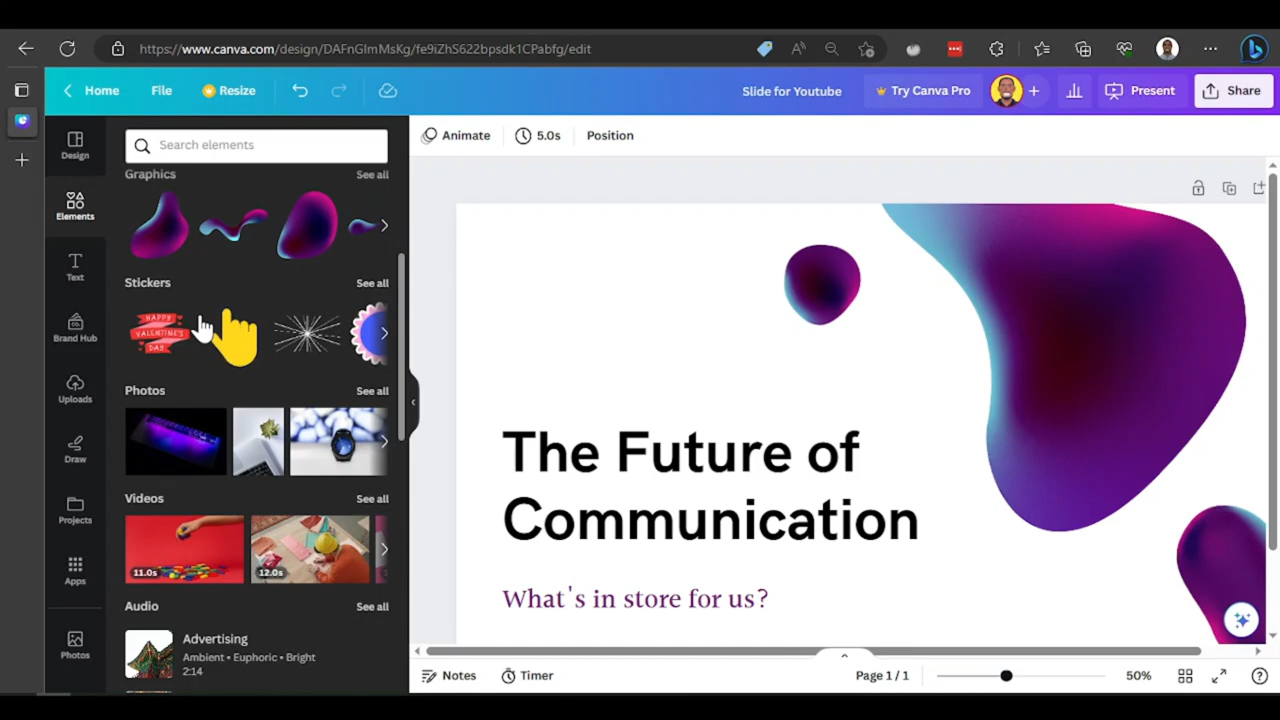 https://www.canva.com/design/DAFnGlmMsKg/fe9iZhS622bpsdk1CPabfg/edit
Home File Resize Slide for Youtube Try Canva Pro Present Share
Animate 5.0s Position
Design
Elements
Text
Brand Hub
Uploads
Draw
Projects
Apps
Photos
Search elements
Graphics See all
Stickers See all
HAPPY
VALENTINE'S
DAY
Photos See all
Videos See all
11.0s 12.0s
Audio See all
Advertising
Ambient • Euphoric • Bright
2:14
The Future of
Communication
What's in store for us?
Notes Timer Page 1 / 1 50%